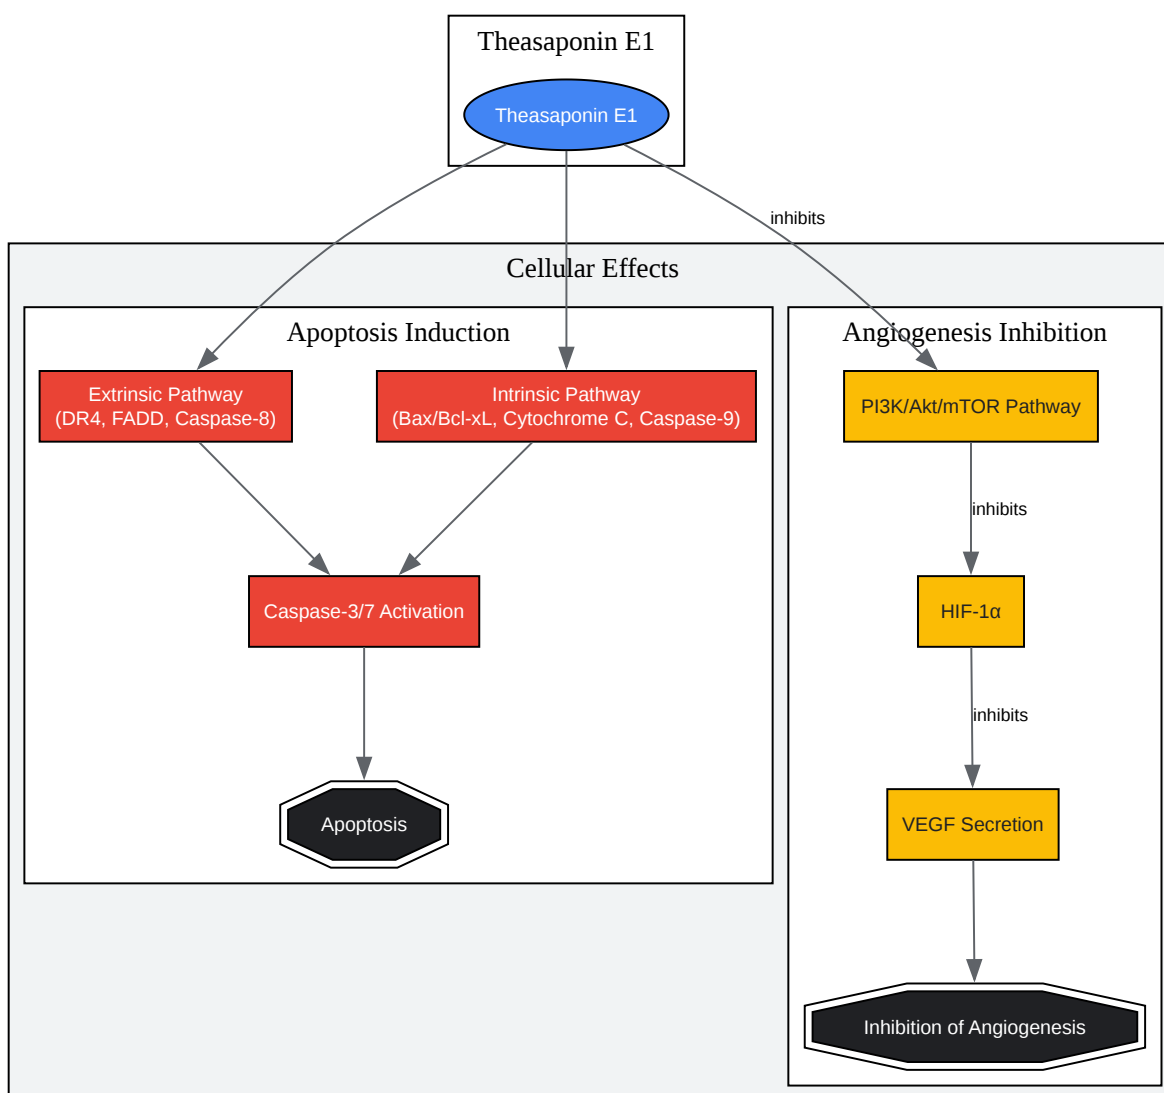 Theasaponin E1
Theasaponin E1
inhibits
Cellular Effects
Apoptosis Induction
Extrinsic Pathway
(DR4, FADD, Caspase-8)
Intrinsic Pathway
(Bax/Bcl-xL, Cytochrome C, Caspase-9)
Caspase-3/7 Activation
Apoptosis
Angiogenesis Inhibition
PI3K/Akt/mTOR Pathway
inhibits
HIF-1α
inhibits
VEGF Secretion
Inhibition of Angiogenesis